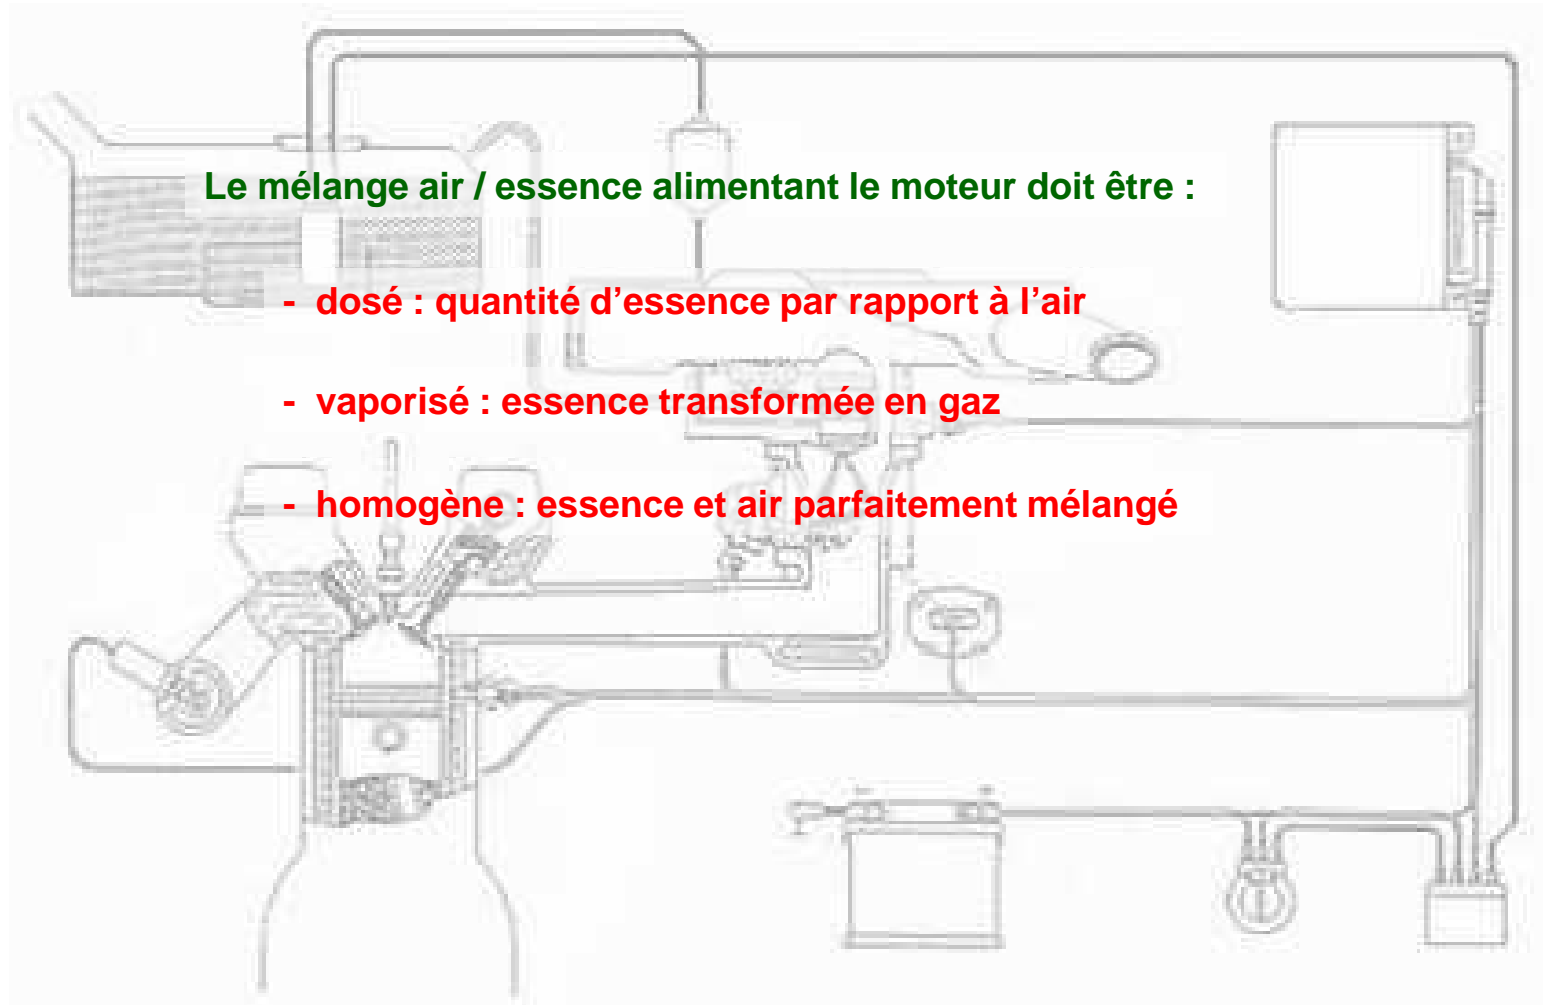 Le mélange air / essence alimentant le moteur doit être :
- dosé : quantité d’essence par rapport à l’air
- vaporisé : essence transformée en gaz
- homogène : essence et air parfaitement mélangé